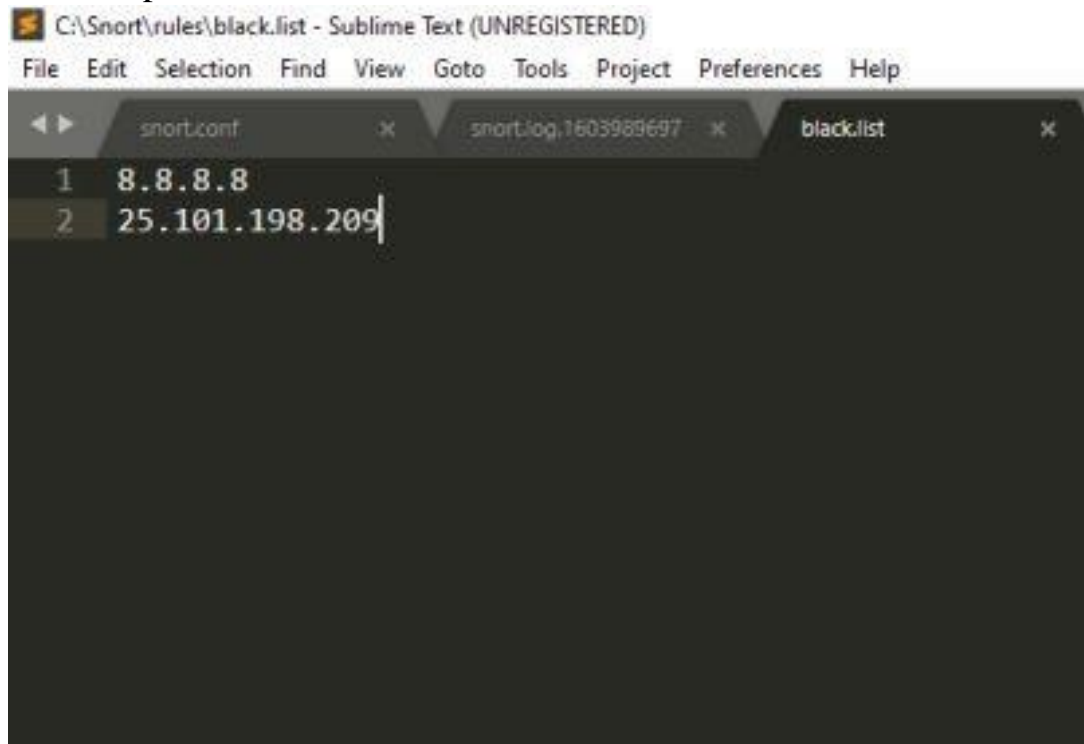 C:\Snort\rules\black.list - Sublime Text (UNREGISTERED)
File Edit Selection Find View Goto Tools Project Preferences Help
snort.conf × snort.log.1603989697 × black.list ×
1 8.8.8.8
2 25.101.198.209